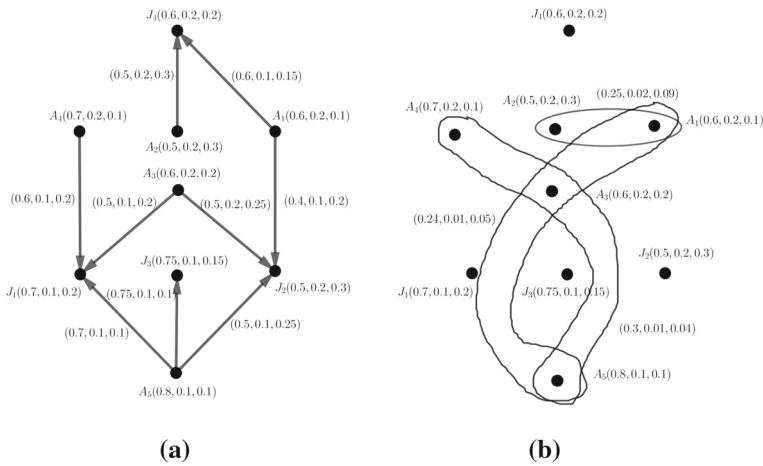 J₄(0.6, 0.2, 0.2)
(0.5, 0.2, 0.3)
(0.6, 0.1, 0.15)
A₄(0.7, 0.2, 0.1)
A₁(0.6, 0.2, 0.1)
A₂(0.5, 0.2, 0.3)
A₃(0.6, 0.2, 0.2)
(0.6, 0.1, 0.2)
(0.5, 0.1, 0.2)
(0.5, 0.2, 0.25)
(0.4, 0.1, 0.2)
J₃(0.75, 0.1, 0.15)
J₁(0.7, 0.1, 0.2)
(0.75, 0.1, 0.1)
J₂(0.5, 0.2, 0.3)
(0.7, 0.1, 0.1)
(0.5, 0.1, 0.25)
A₅(0.8, 0.1, 0.1)
(a)
J₄(0.6, 0.2, 0.2)
(0.25, 0.02, 0.09)
A₄(0.7, 0.2, 0.1)
A₂(0.5, 0.2, 0.3)
A₁(0.6, 0.2, 0.1)
A₃(0.6, 0.2, 0.2)
(0.24, 0.01, 0.05)
J₂(0.5, 0.2, 0.3)
J₁(0.7, 0.1, 0.2)
J₃(0.75, 0.1, 0.15)
(0.3, 0.01, 0.04)
A₅(0.8, 0.1, 0.1)
(b)